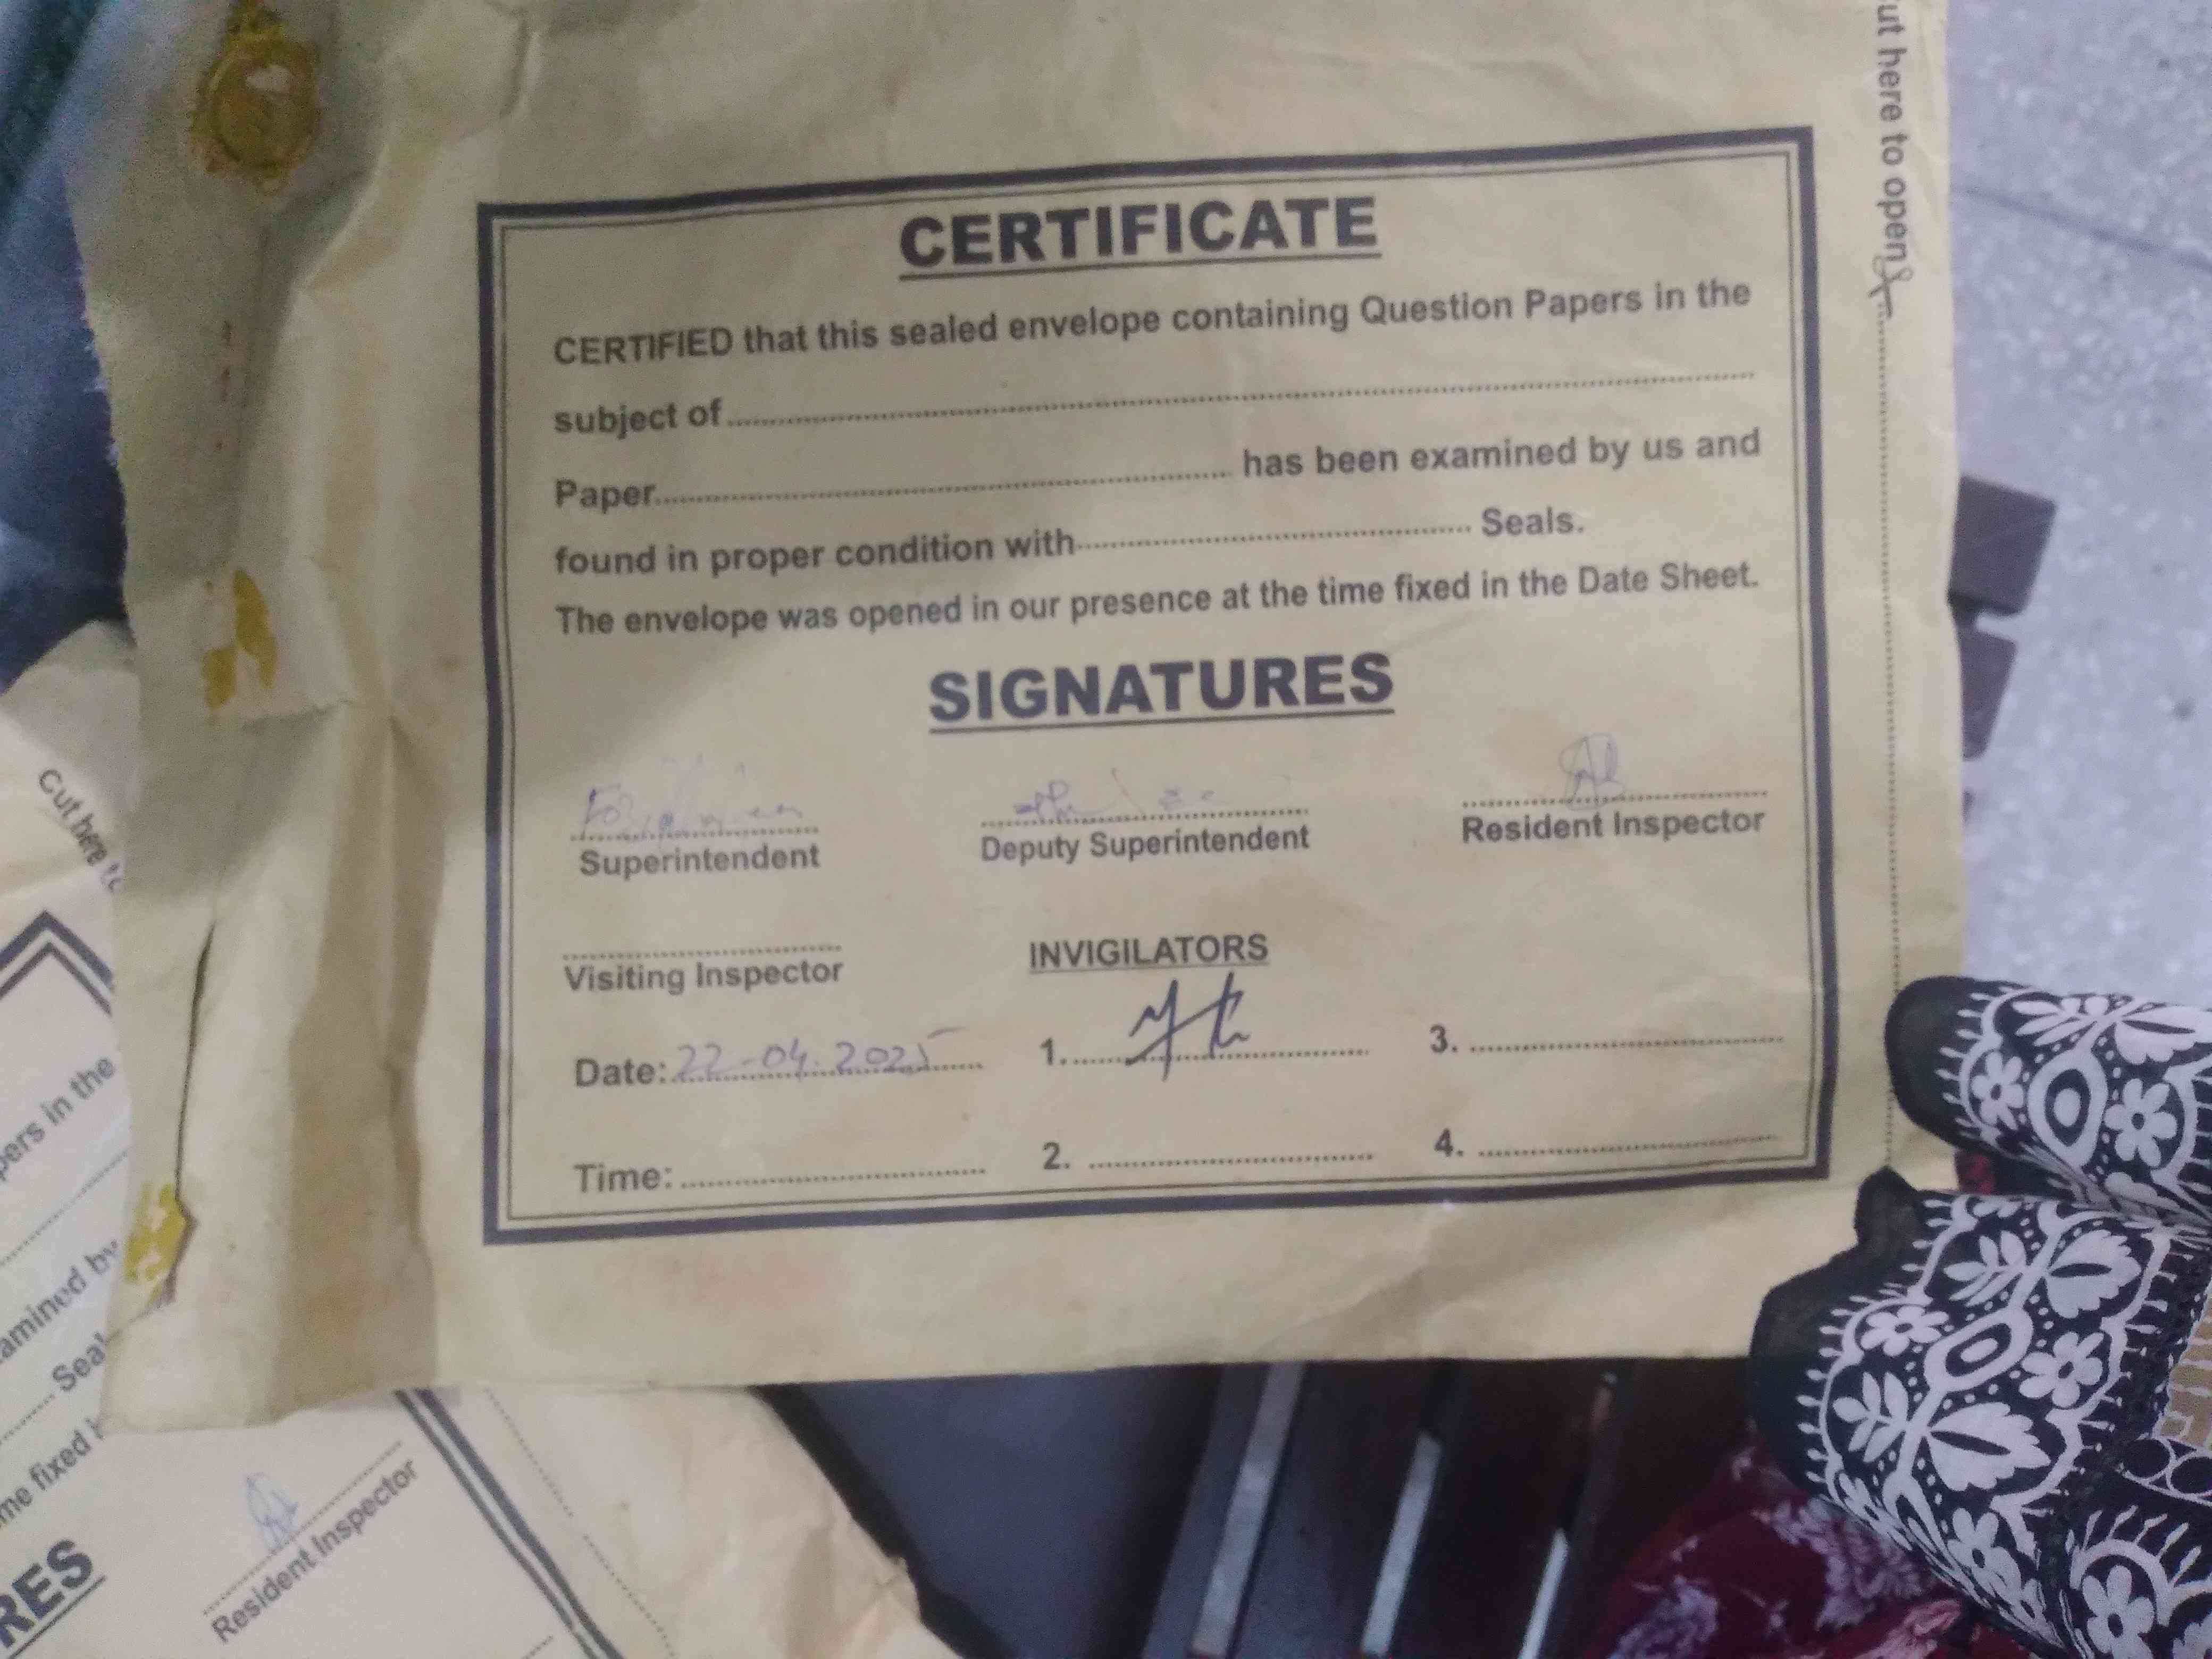 ut here to open
CERTIFICATE
CERTIFIED that this sealed envelope containing Question Papers in the
subject of
Paper has been examined by us and
found in proper condition with Seals.
The envelope was opened in our presence at the time fixed in the Date Sheet.
SIGNATURES
Superintendent Deputy Superintendent Resident Inspector
Visiting Inspector INVIGILATORS
Date: 22-04.2025 1. 3.
Time: 2. 4.
Cut here to
pers in the
amined by
Seal
me fixed
RES
Resident Inspector